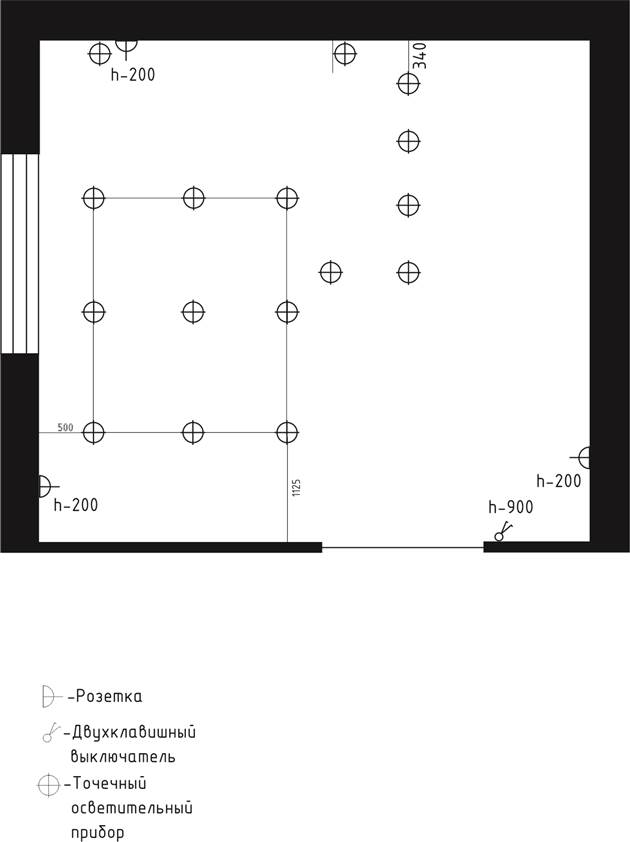 340
h-200
500
1125
h-200
h-200
h-900
-Розетка
-Двухклавишный
выключатель
-Точечный
осветительный
прибор